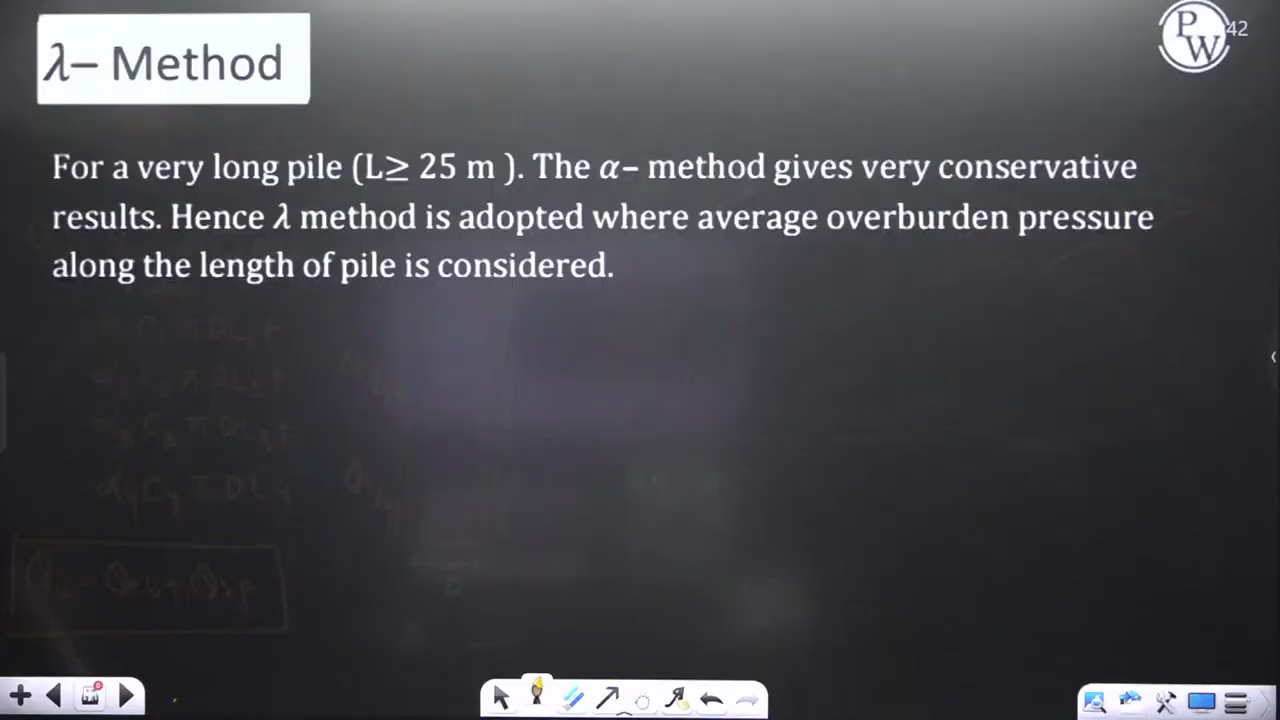 λ– Method
PW
42
For a very long pile (L≥ 25 m ). The α– method gives very conservative
results. Hence λ method is adopted where average overburden pressure
along the length of pile is considered.